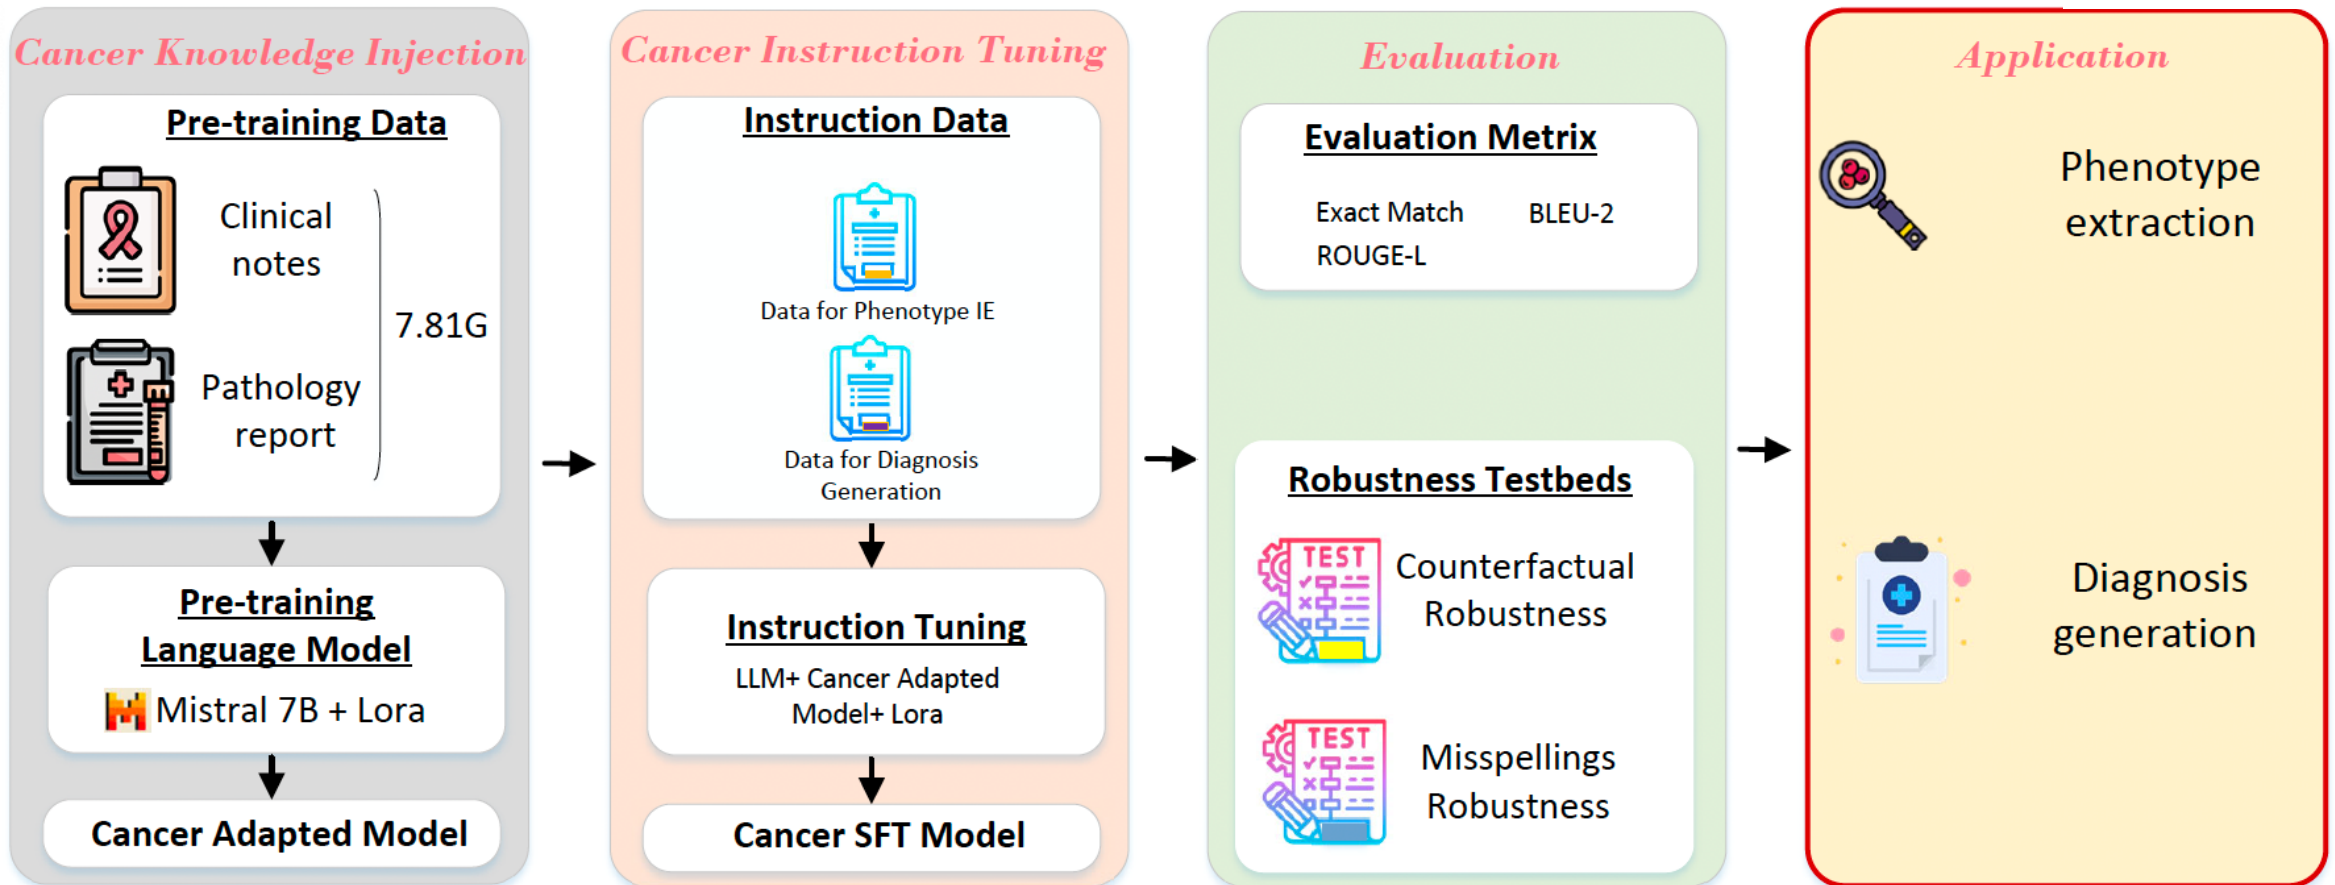 Cancer Knowledge Injection
Pre-training Data
Clinical
notes
Pathology
report
7.81G
Pre-training
Language Model
Mistral 7B + Lora
Cancer Adapted Model
Cancer Instruction Tuning
Instruction Data
Data for Phenotype IE
Data for Diagnosis
Generation
Instruction Tuning
LLM+ Cancer Adapted
Model+ Lora
Cancer SFT Model
Evaluation
Evaluation Metrix
Exact Match
BLEU-2
ROUGE-L
Robustness Testbeds
TEST
Counterfactual
Robustness
TEST
Misspellings
Robustness
Application
Phenotype
extraction
Diagnosis
generation